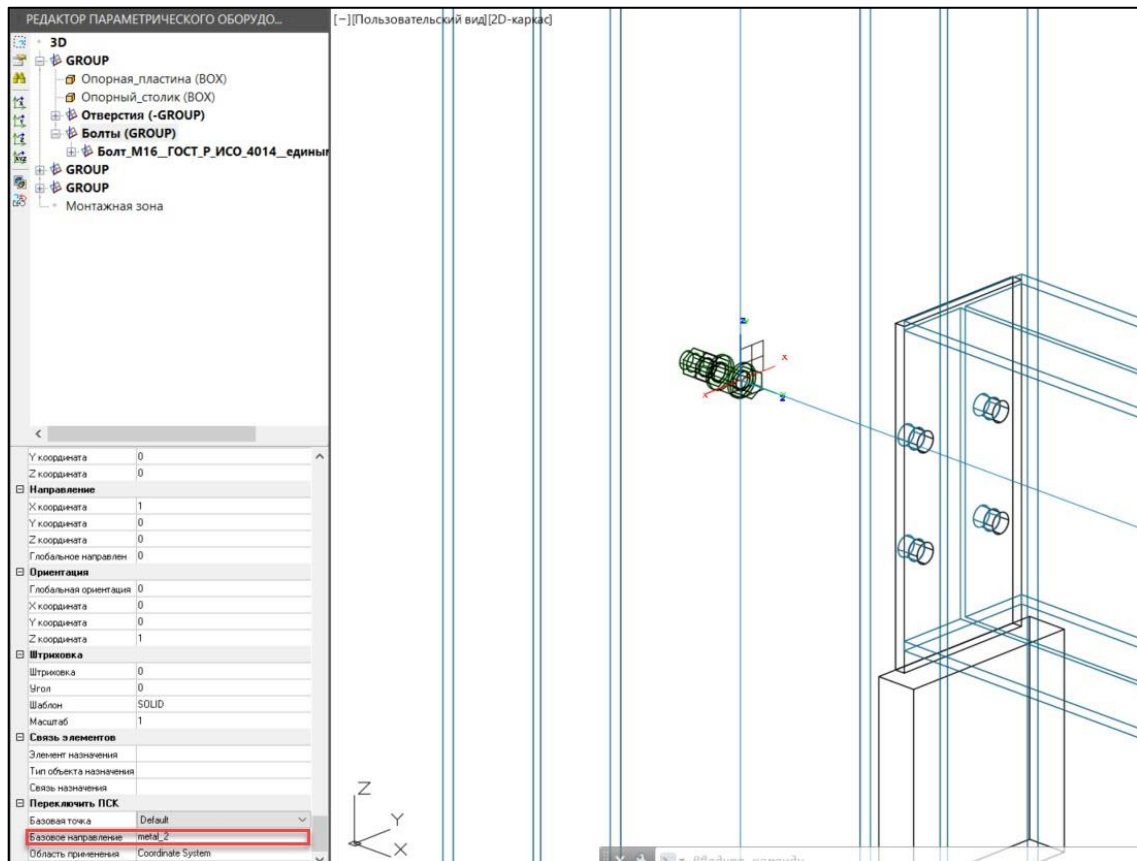 РЕДАКТОР ПАРАМЕТРИЧЕСКОГО ОБОРУДО...
[−][Пользовательский вид][2D-каркас]
3D
GROUP
Опорная_пластина (BOX)
Опорный_столик (BOX)
Отверстия (-GROUP)
Болты (GROUP)
Болт_M16__ГОСТ_Р_ИСО_4014__единым
GROUP
GROUP
Монтажная зона
Y координата 0
Z координата 0
Направление
X координата 1
Y координата 0
Z координата 0
Глобальное направлен 0
Ориентация
Глобальная ориентация 0
X координата 0
Y координата 0
Z координата 1
Штриховка
Штриховка 0
Угол 0
Шаблон SOLID
Масштаб 1
Связь элементов
Элемент назначения
Тип объекта назначения
Связь назначения
Переключить ПСК
Базовая точка Default
Базовое направление metal_2
Область применения Coordinate System
X
X
Z
Y
X
Введите команду